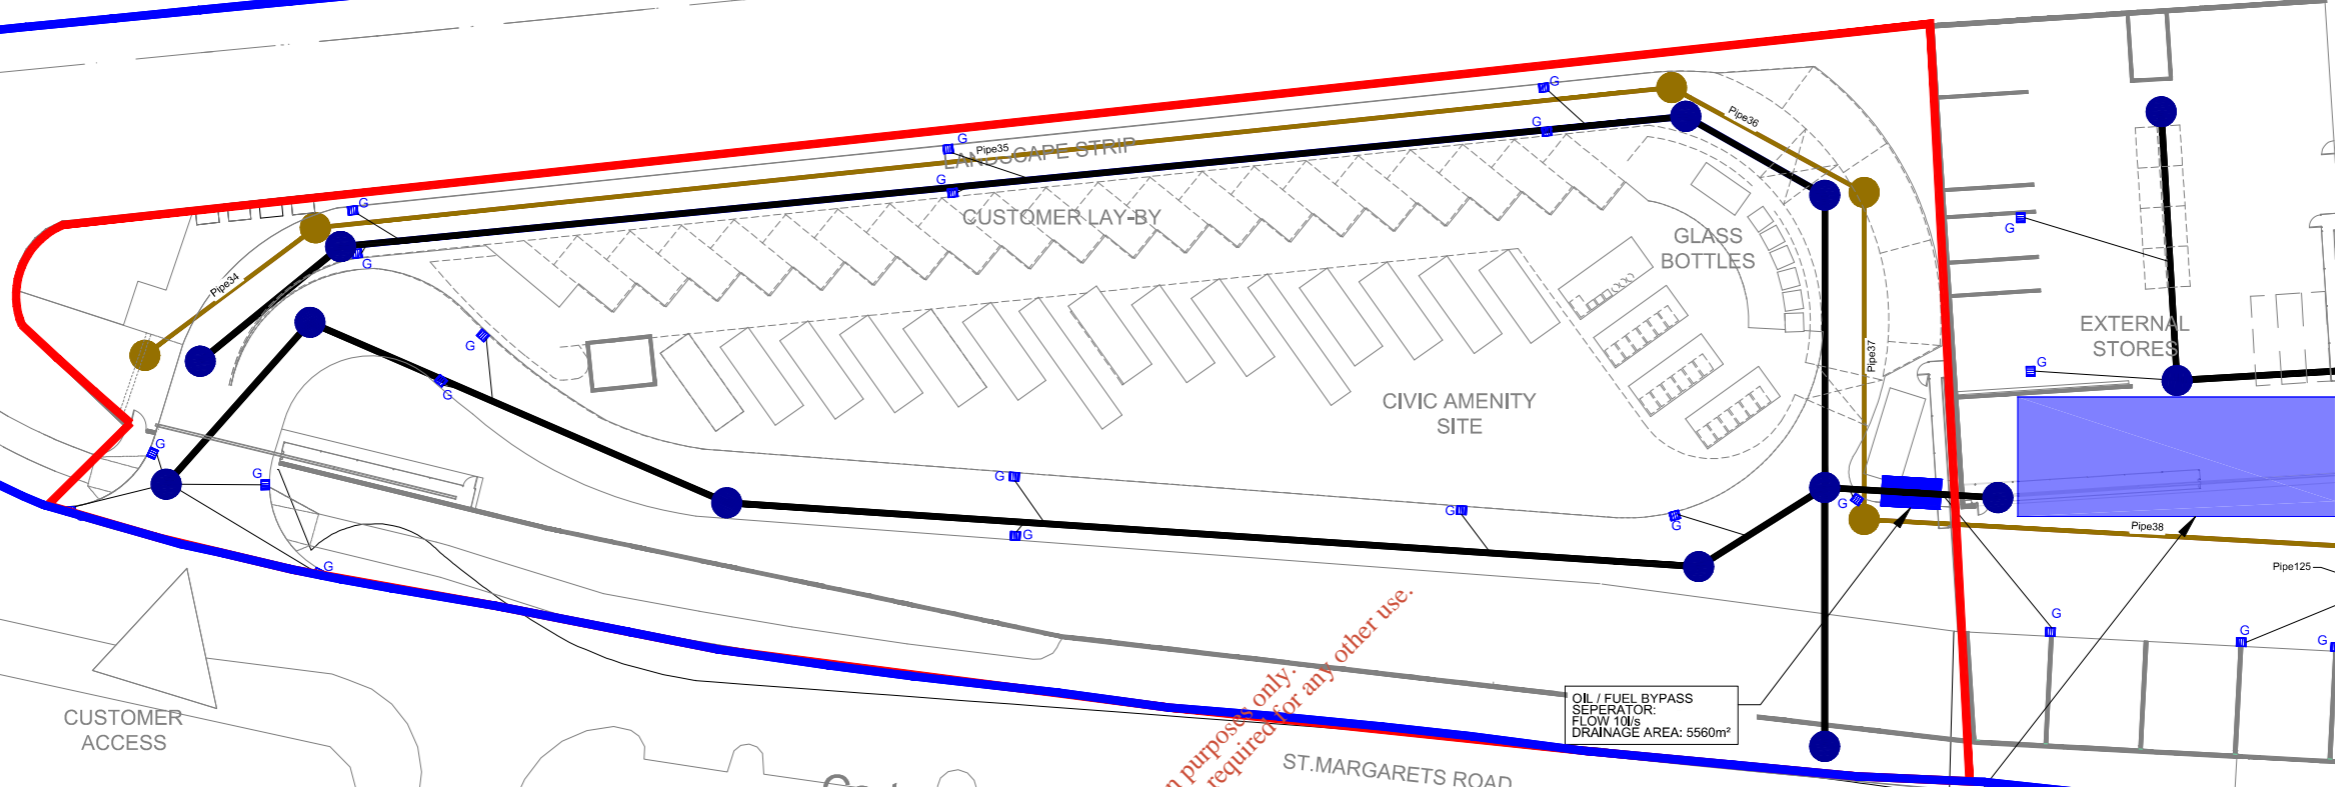 G
G
Pipe35
LANDSCAPE STRIP
Pipe36
G
G
G
CUSTOMER LAY-BY
G
GLASS
BOTTLES
G
G
Pipe34
EXTERNAL
STORES
G
Pipe37
G
G
CIVIC AMENITY
SITE
G
G
G
G
G
G
G
Pipe38
G
Pipe125
G
n purposes only.
required for any other use.
G
G
G
OIL / FUEL BYPASS
SEPERATOR:
FLOW 10l/s
DRAINAGE AREA: 5560m²
CUSTOMER
ACCESS
ST.MARGARETS ROAD